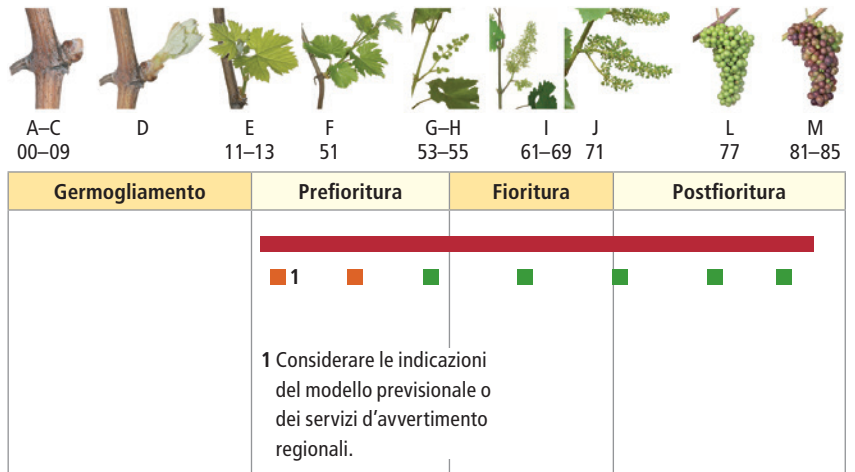 A–C D E F G–H I J L M
00–09 11–13 51 53–55 61–69 71 77 81–85
Germogliamento Prefioritura Fioritura Postfioritura
1
1 Considerare le indicazioni
del modello previsionale o
dei servizi d’avvertimento
regionali.